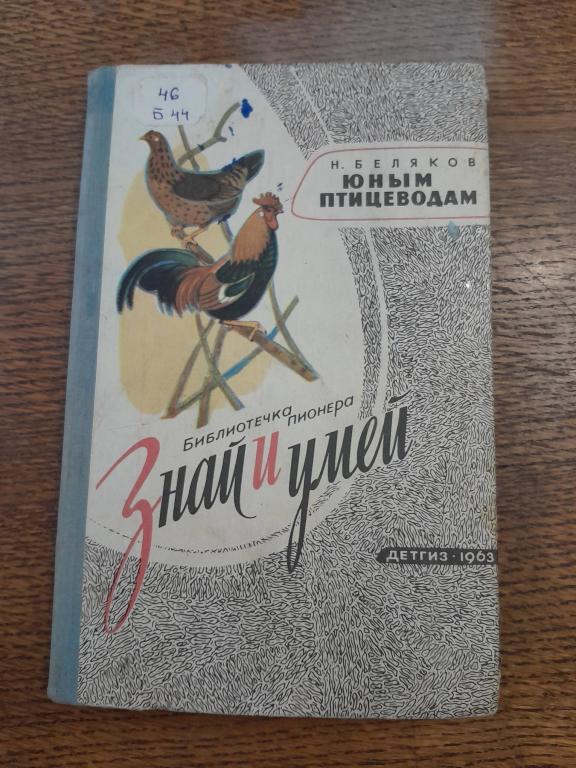 46
Б 44
Н. БЕЛЯКОВ
ЮНЫМ
ПТИЦЕВОДАМ
Библиотечка пионера
Знай и умей
ДЕТГИЗ · 1963